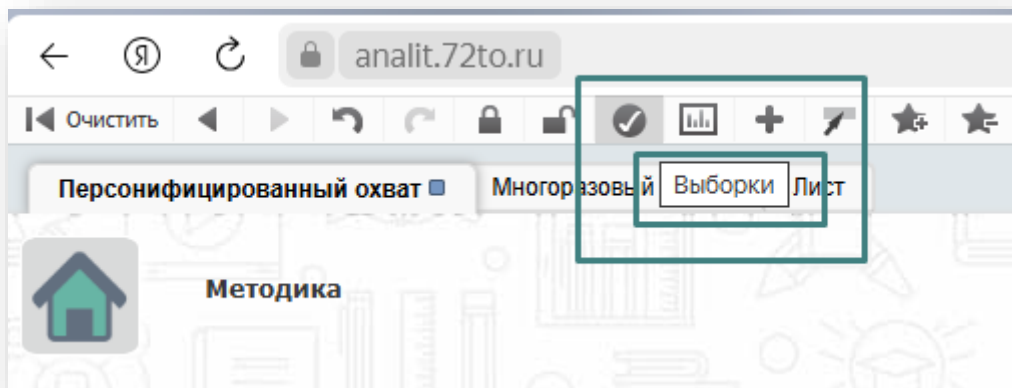 Я analit.72to.ru
Очистить
Персонифицированный охват Многоразовый Выборки Лист
Методика